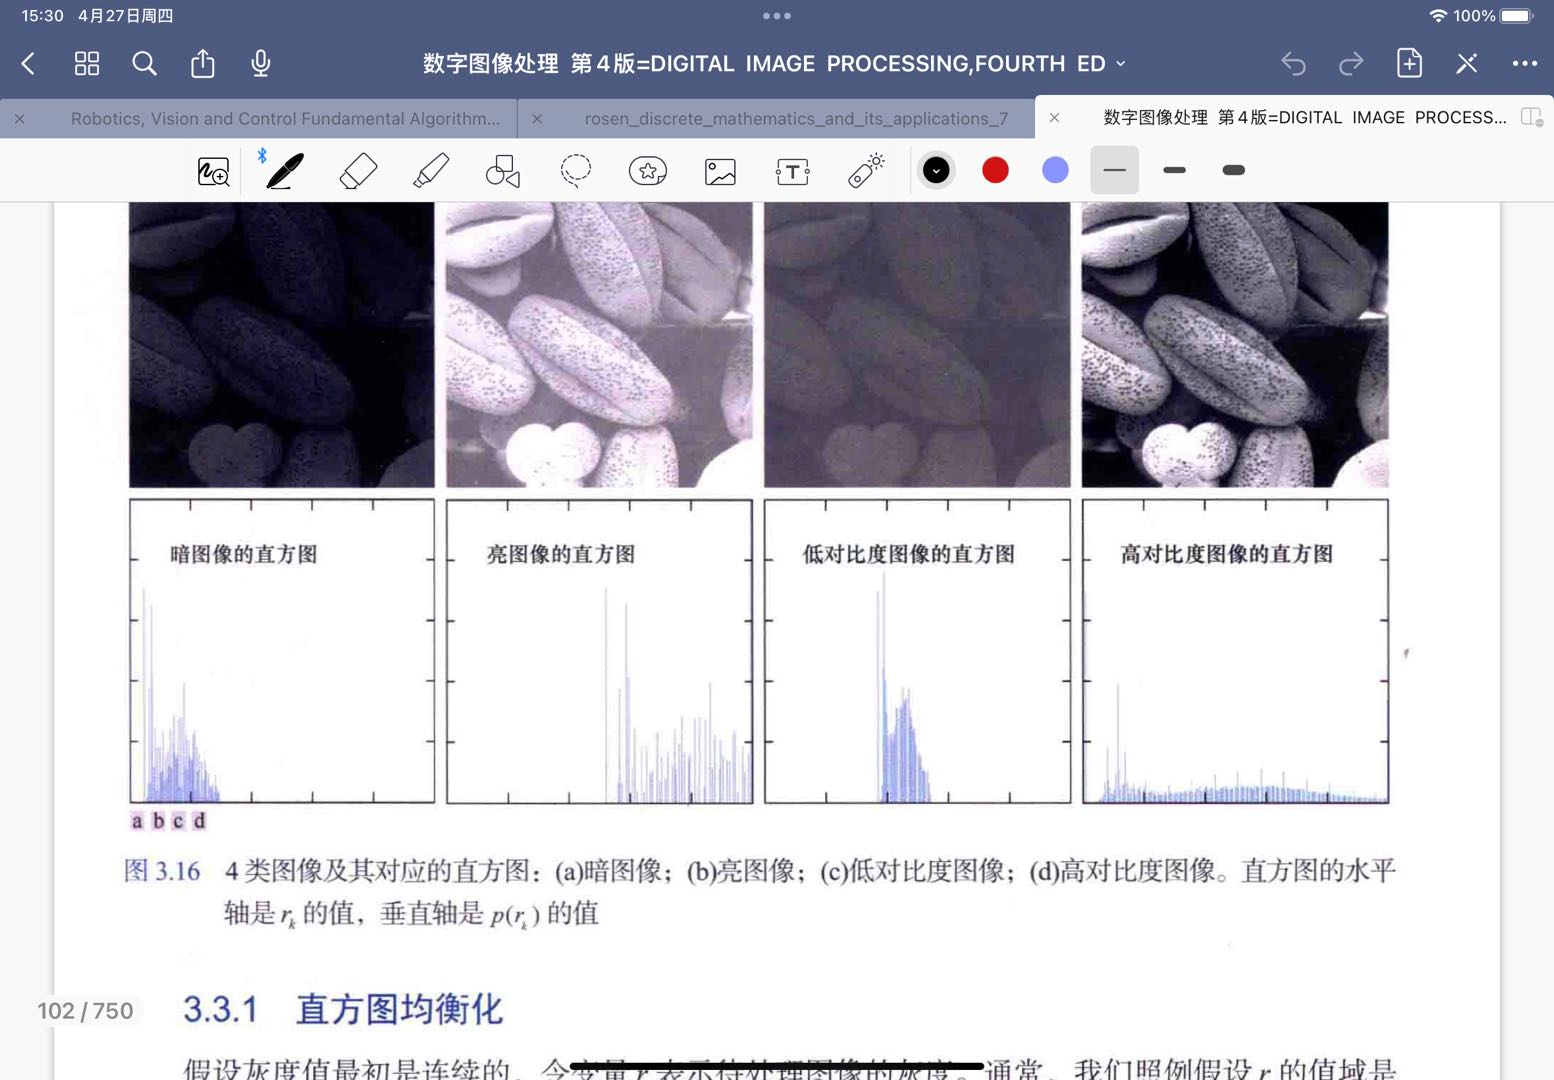 15:30 4月27日周四
100%
数字图像处理 第4版=DIGITAL IMAGE PROCESSING,FOURTH ED
Robotics, Vision and Control Fundamental Algorithm...
rosen_discrete_mathematics_and_its_applications_7
数字图像处理 第4版=DIGITAL IMAGE PROCESS...
T
暗图像的直方图
亮图像的直方图
低对比度图像的直方图
高对比度图像的直方图
a b c d
图 3.16 4 类图像及其对应的直方图：(a)暗图像；(b)亮图像；(c)低对比度图像；(d)高对比度图像。直方图的水平
轴是 rk 的值，垂直轴是 p(rk) 的值
102 / 750
3.3.1 直方图均衡化
假设灰度值最初是连续的，令变量 r 表示待处理图像的灰度。通常，我们照例假设 r 的值域是